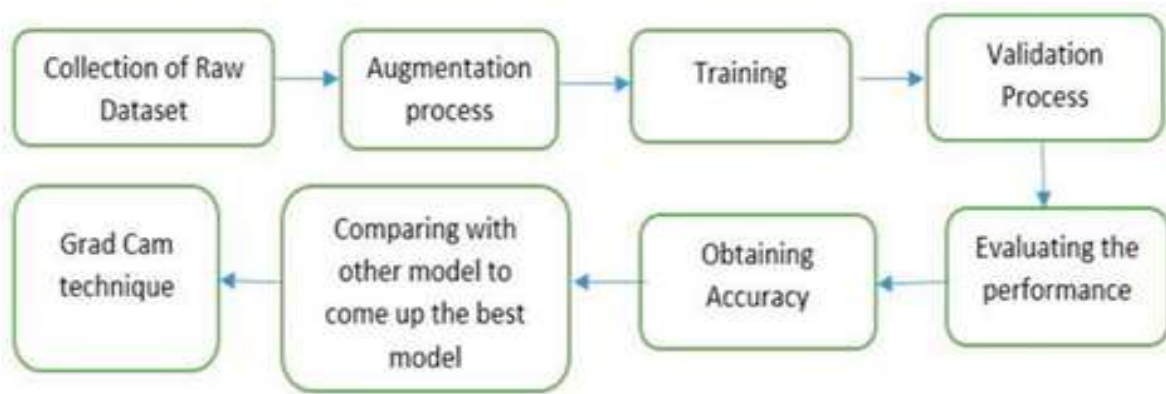 Collection of Raw
Dataset
Augmentation
process
Training
Validation
Process
Evaluating the
performance
Obtaining
Accuracy
Comparing with
other model to
come up the best
model
Grad Cam
technique